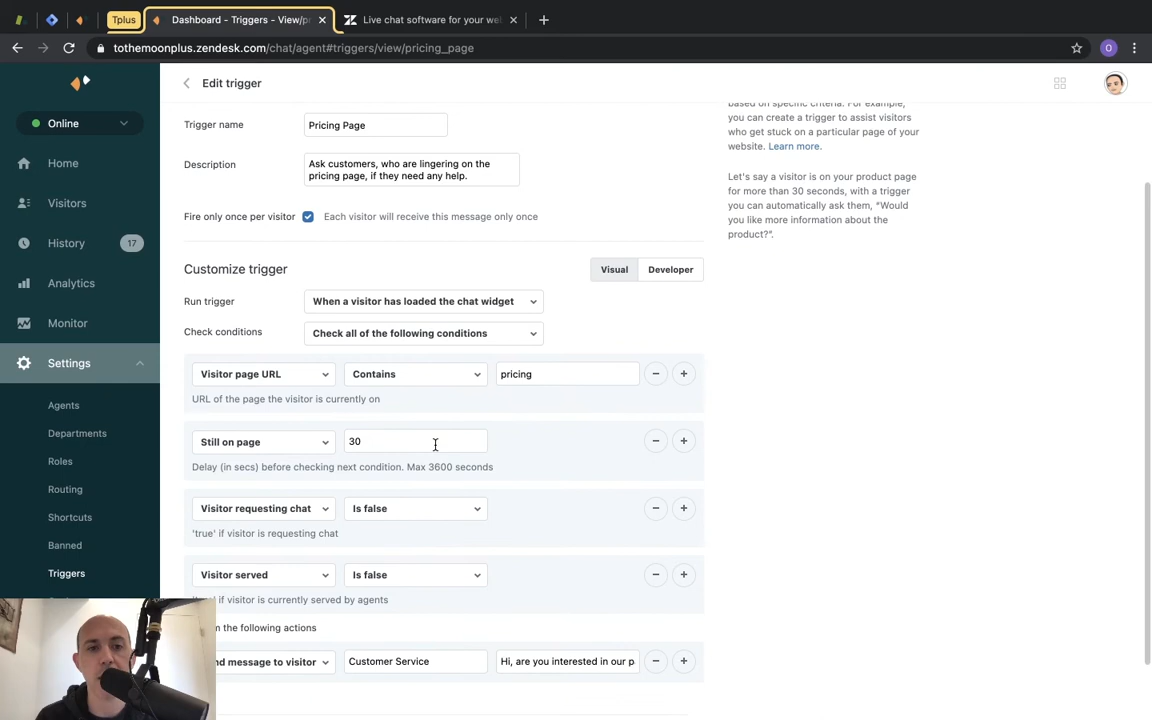 Tplus
Dashboard - Triggers - View/pr
Live chat software for your we
tothemoonplus.zendesk.com/chat/agent#triggers/view/pricing_page
O
Online
Home
Visitors
History
17
Analytics
Monitor
Settings
Agents
Departments
Roles
Routing
Shortcuts
Banned
Triggers
Edit trigger
Trigger name
Pricing Page
Description
Ask customers, who are lingering on the
pricing page, if they need any help.
Fire only once per visitor
Each visitor will receive this message only once
Customize trigger
Visual
Developer
Run trigger
When a visitor has loaded the chat widget
Check conditions
Check all of the following conditions
Visitor page URL
Contains
pricing
URL of the page the visitor is currently on
Still on page
30
Delay (in secs) before checking next condition. Max 3600 seconds
Visitor requesting chat
Is false
'true' if visitor is requesting chat
Visitor served
Is false
if visitor is currently served by agents
the following actions
message to visitor
Customer Service
Hi, are you interested in our p
based on specific criteria. For example,
you can create a trigger to assist visitors
who get stuck on a particular page of your
website. Learn more.
Let's say a visitor is on your product page
for more than 30 seconds, with a trigger
you can automatically ask them, "Would
you like more information about the
product?".